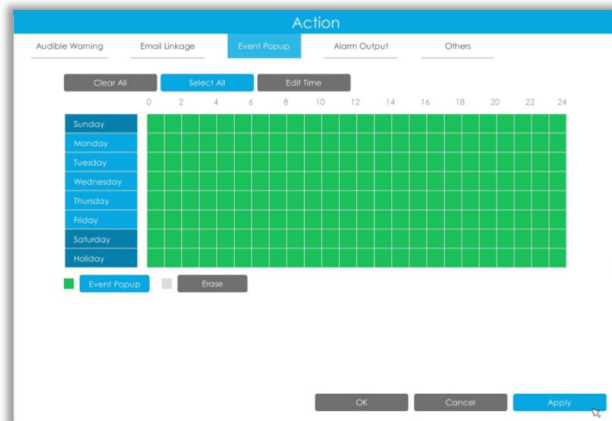 Action
Audible Warning Email Linkage Event Popup Alarm Output Others
Clear All Select All Edit Time
0 2 4 6 8 10 12 14 16 18 20 22 24
Sunday
Monday
Tuesday
Wednesday
Thursday
Friday
Saturday
Holiday
Event Popup Erase
OK Cancel Apply